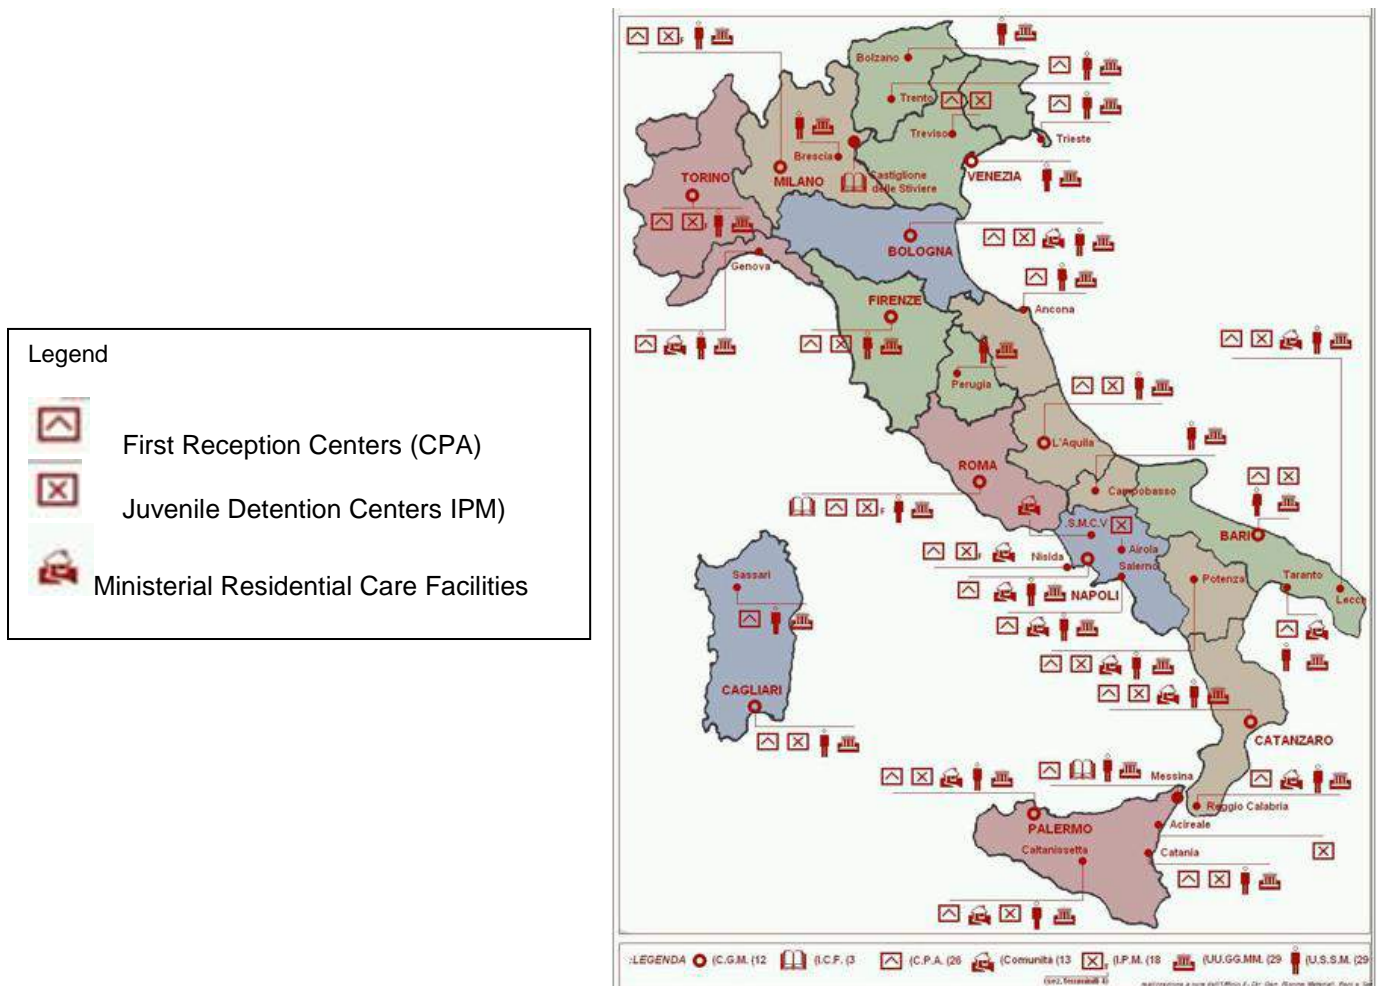 Legend
First Reception Centers (CPA)
Juvenile Detention Centers IPM)
Ministerial Residential Care Facilities
Bolzano
Trento
Treviso
Trieste
Brescia
MILANO
Castiglione
delle Stiviere
VENEZIA
TORINO
BOLOGNA
Genova
FIRENZE
Ancona
Perugia
L'Aquila
ROMA
Campobasso
.S.M.C.V
BARI
Nisida
Airola
Salerno
NAPOLI
Potenza
Taranto
Lecce
Sassari
CAGLIARI
CATANZARO
Messina
Reggio Calabria
PALERMO
Acireale
Caltanissetta
Catania
:LEGENDA (C.G.M. (12 (I.C.F. (3 (C.P.A. (26 (Comunità (13 (I.P.M. (18 (UU.GG.MM. (29 (U.S.S.M. (29